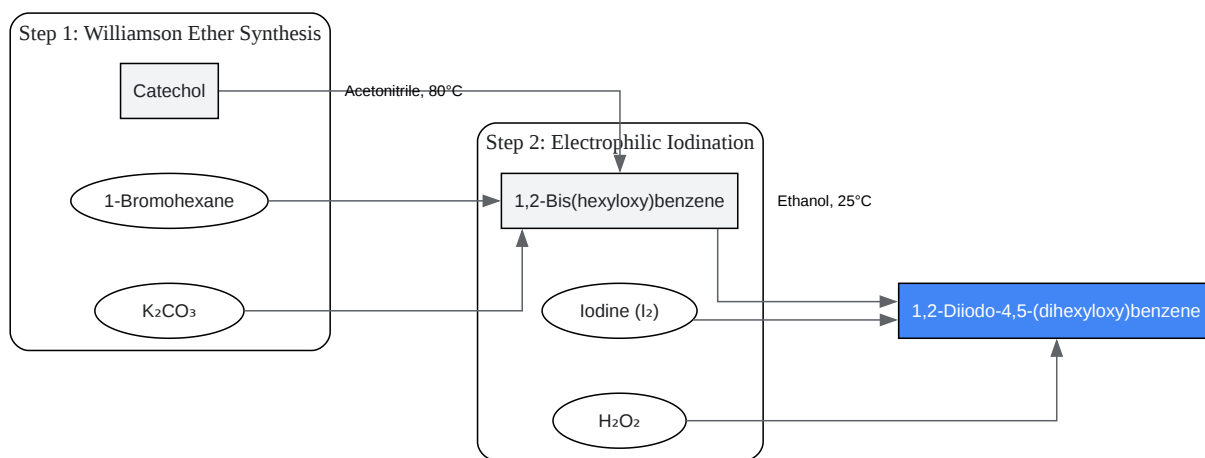 Step 1: Williamson Ether Synthesis
Catechol
Acetonitrile, 80°C
1-Bromohexane
K₂CO₃
Step 2: Electrophilic Iodination
1,2-Bis(hexyloxy)benzene
Ethanol, 25°C
Iodine (I₂)
H₂O₂
1,2-Diiodo-4,5-(dihexyloxy)benzene